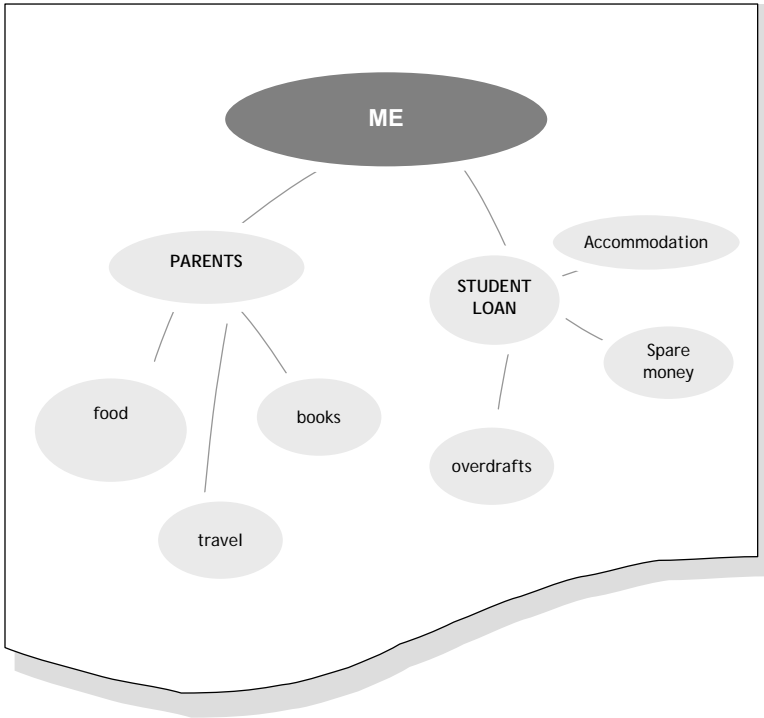 ME
PARENTS
STUDENT
LOAN
Accommodation
Spare
money
food
books
overdrafts
travel